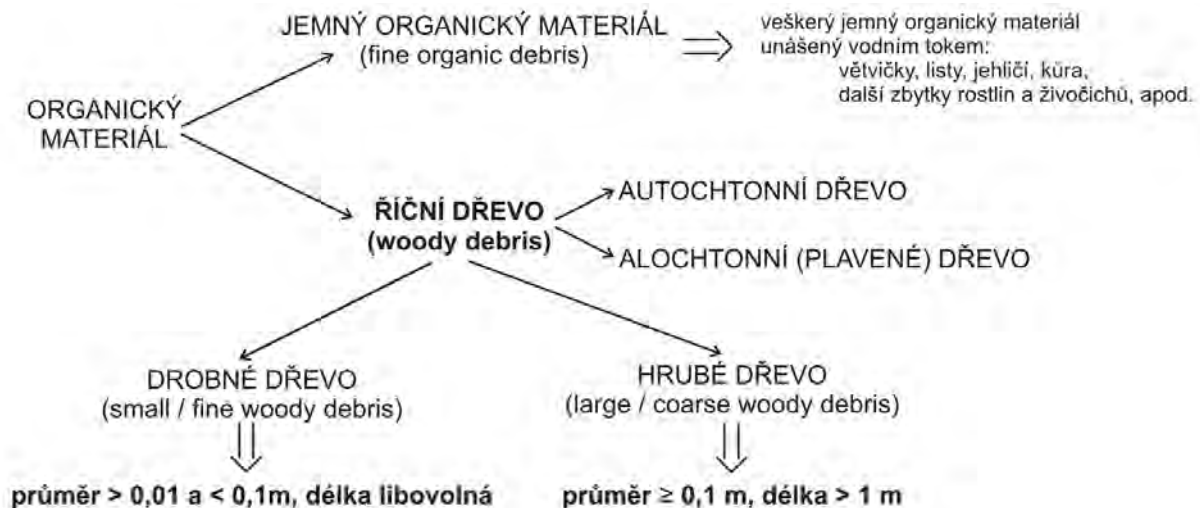 JEMNÝ ORGANICKÝ MATERIÁL
(fine organic debris)
veškerý jemný organický materiál
unášený vodním tokem:
větvičky, listy, jehličí, kůra,
další zbytky rostlin a živočichů, apod.
ORGANICKÝ
MATERIÁL
ŘÍČNÍ DŘEVO
(woody debris)
AUTOCHTONNÍ DŘEVO
ALOCHTONNÍ (PLAVENÉ) DŘEVO
DROBNÉ DŘEVO
(small / fine woody debris)
HRUBÉ DŘEVO
(large / coarse woody debris)
průměr > 0,01 a < 0,1m, délka libovolná
průměr ≥ 0,1 m, délka > 1 m